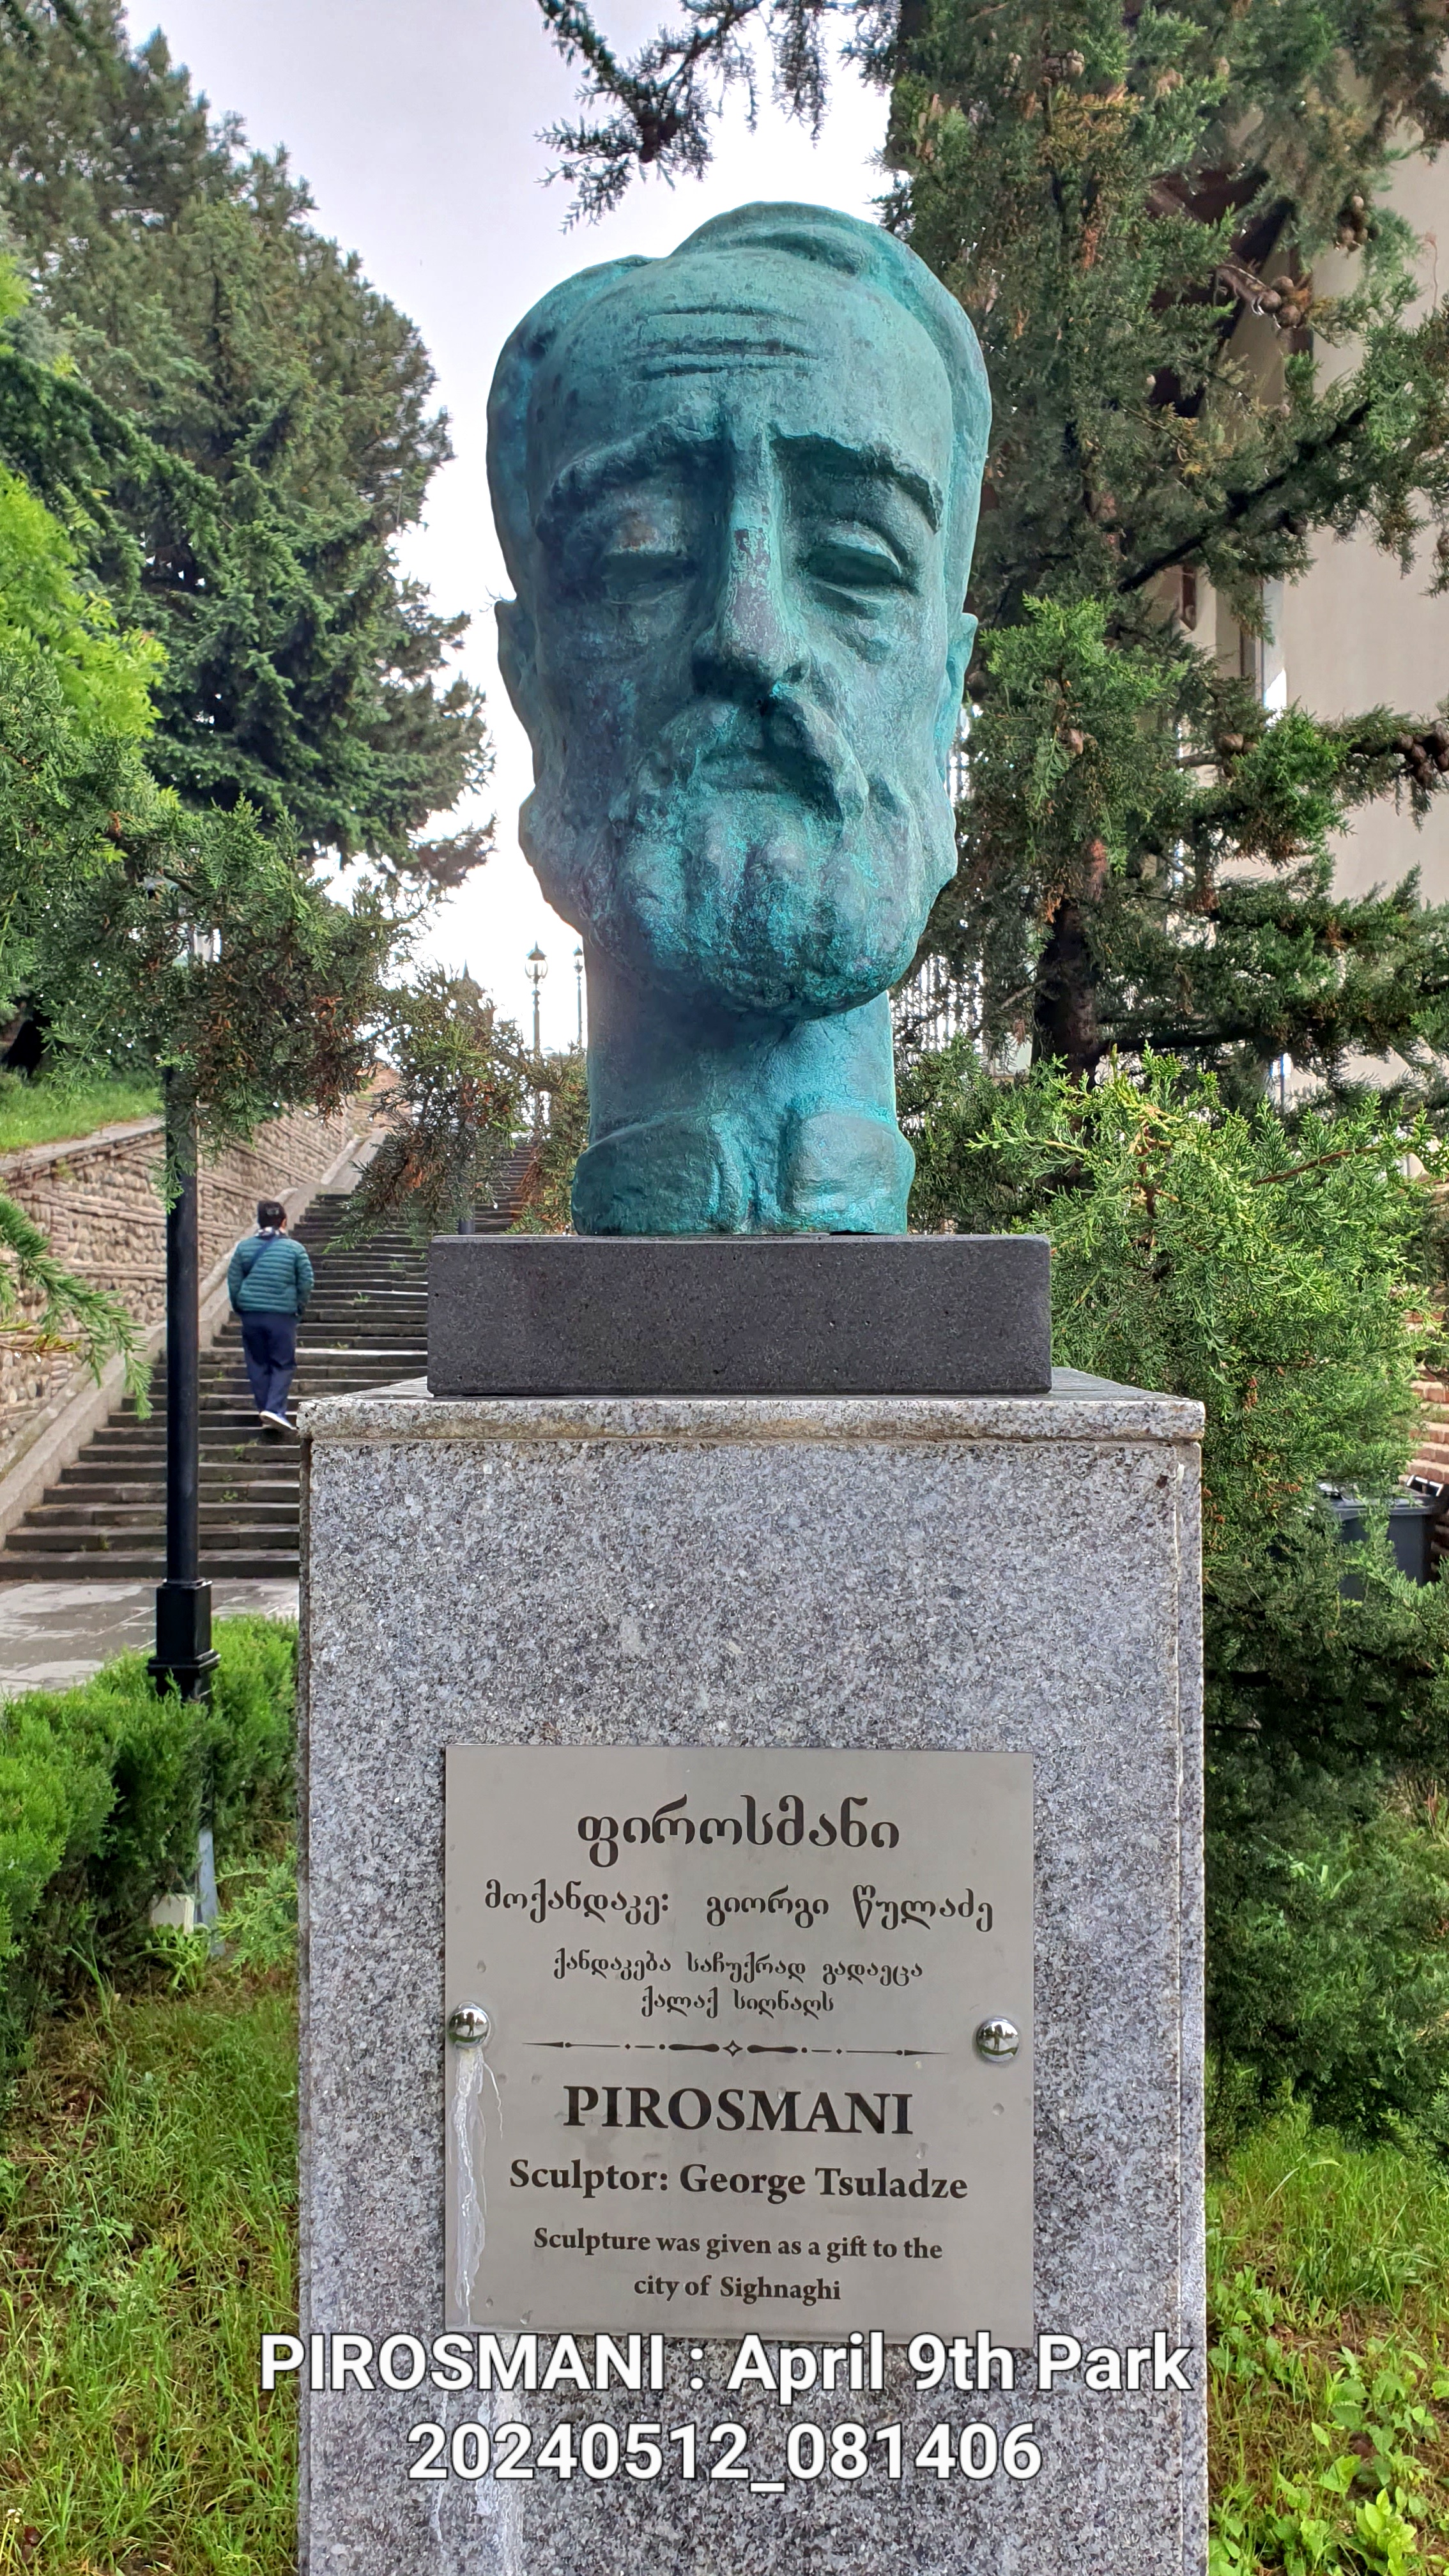 ფიროსმანი
მოქანდაკე: გიორგი წულაძე
ქანდაკება საჩუქრად გადაეცა
ქალაქ სიღნაღს
PIROSMANI
Sculptor: George Tsuladze
Sculpture was given as a gift to the
city of Sighnaghi
PIROSMANI : April 9th Park
20240512_081406